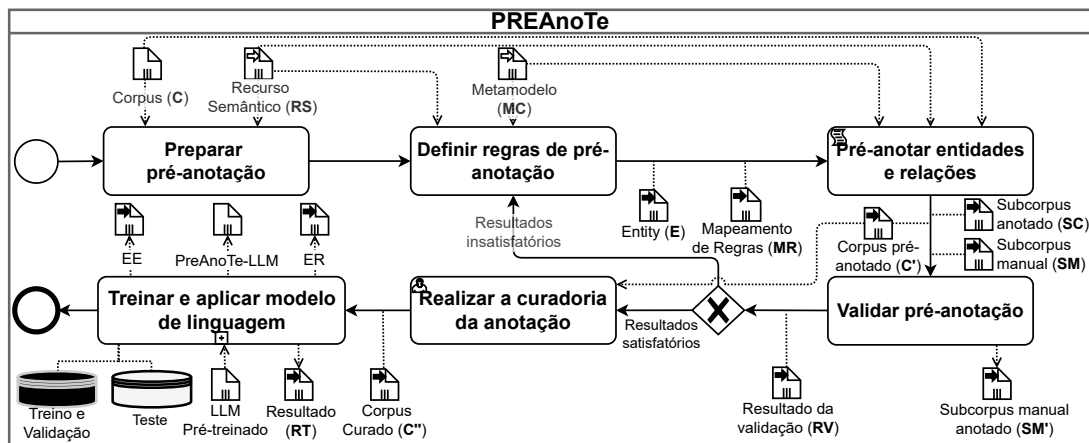 PREAnoTe
Corpus (C)
Recurso
Semântico (RS)
Metamodelo
(MC)
Preparar
pré-anotação
Definir regras de pré-
anotação
Pré-anotar entidades
e relações
EE
PreAnoTe-LLM
ER
Resultados
insatisfatórios
Entity (E)
Mapeamento
de Regras (MR)
Corpus pré-
anotado (C')
Subcorpus
anotado (SC)
Subcorpus
manual (SM)
Treinar e aplicar modelo
de linguagem
Realizar a curadoria
da anotação
Resultados
satisfatórios
Validar pré-anotação
Treino e
Validação
Teste
LLM
Pré-treinado
Resultado
(RT)
Corpus
Curado (C")
Resultado da
validação (RV)
Subcorpus manual
anotado (SM')